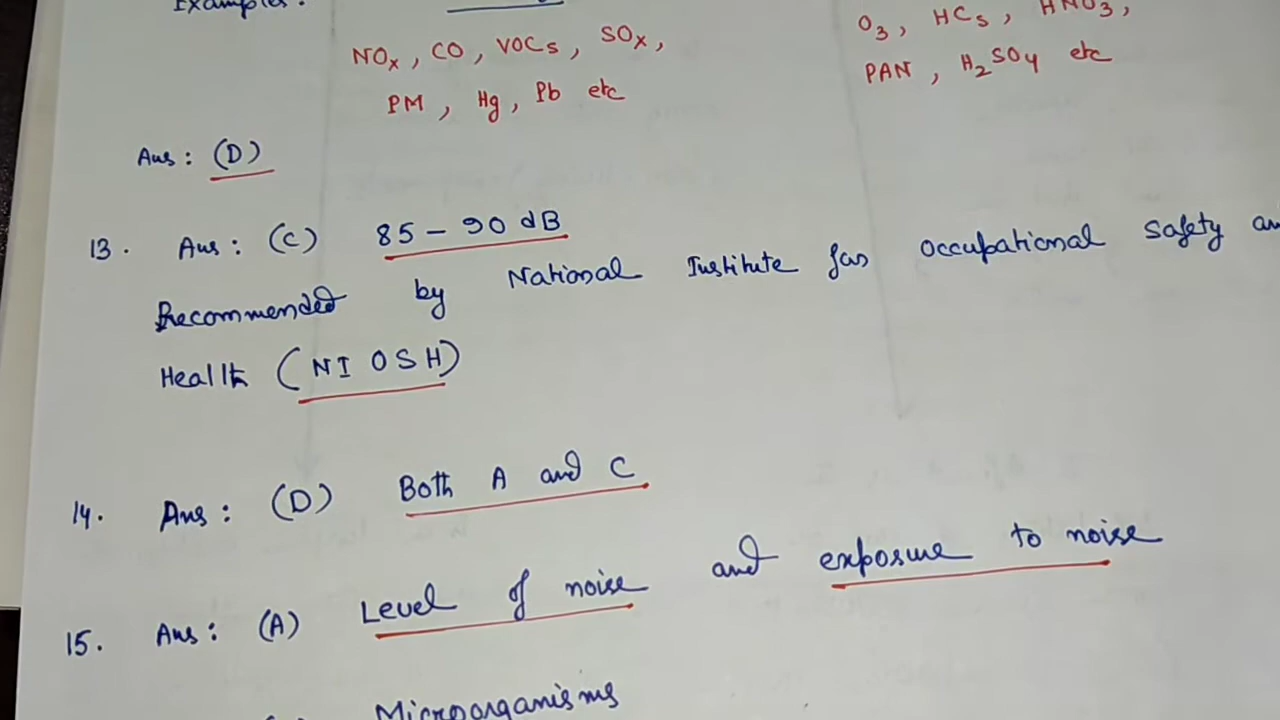 Examples:
NOx, CO, VOCs, SOx,
PM, Hg, Pb etc
O3, HCs, HNO3,
PAN, H2SO4 etc
Ans: (D)
13. Ans: (C) 85-90 dB
Recommended by National Institute for Occupational Safety an
Health (NIOSH)
14. Ans: (D) Both A and C
15. Ans: (A) Level of noise and exposure to noise
Microorganisms